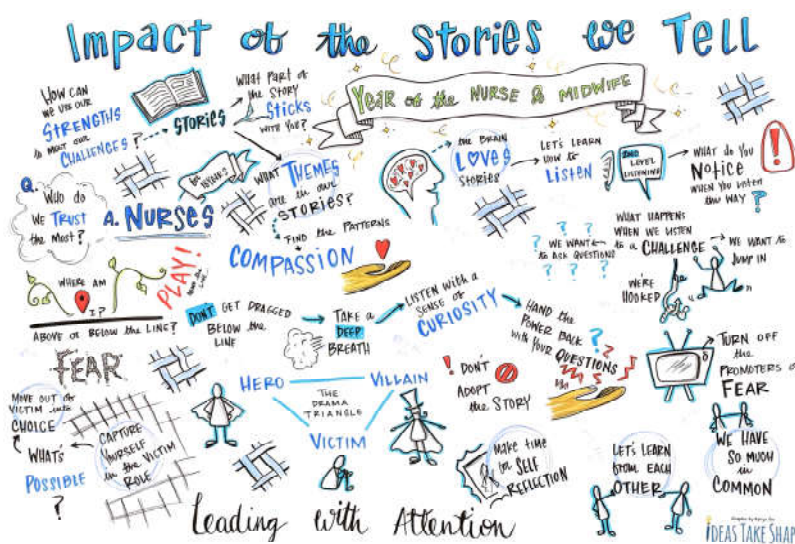 Impact of the Stories we Tell
Year of the NURSE & MIDWIFE
HOW CAN
WE USE OUR
STRENGTHS
to MEET OUR
CHALLENGES?
STORIES
WHAT PART of
the STORY
STICKS
WITH YOU?
WHAT THEMES
are in our
STORIES?
FIND the PATTERNS
COMPASSION
the BRAIN
LOVES
STORIES
LET'S LEARN
HOW to
LISTEN
2ND
LEVEL
LISTENING
WHAT do YOU
NOTICE
WHEN YOU LISTEN
this WAY?
Q.
WHO do
WE TRUST
the MOST?
A. NURSES
WHAT HAPPENS
WHEN WE LISTEN
to a CHALLENGE
WE WANT to
JUMP IN
WE WANT
to ASK QUESTIONS
WE'RE
HOOKED
WHERE AM
I?
ABOVE or BELOW the LINE?
PLAY!
DON'T GET DRAGGED
BELOW the
LINE
TAKE a
DEEP
BREATH
LISTEN WITH a
SENSE of
CURIOSITY
HAND the
POWER BACK
with YOUR QUESTIONS
TURN OFF
the
PROMOTERS of
FEAR
FEAR
HERO
VILLAIN
THE
DRAMA
TRIANGLE
VICTIM
DON'T
ADOPT
the STORY
MOVE OUT of
VICTIM into
CHOICE
WHAT'S
POSSIBLE
?
CAPTURE
YOURSELF
in the VICTIM
ROLE
Make time
for SELF
REFLECTION
LET'S LEARN
from EACH
OTHER
WE HAVE
SO MUCH
in
COMMON
Leading with Attention
IDEAS TAKE SHAP